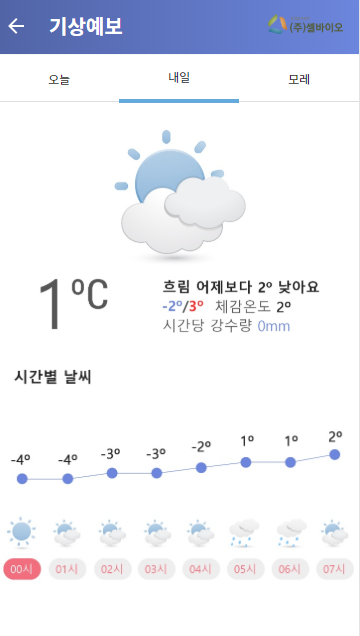 기상예보
(주)셀바이오
오늘 내일 모레
1ºC
흐림 어제보다 2º 낮아요
-2º/3º 체감온도 2º
시간당 강수량 0mm
시간별 날씨
-4º -4º -3º -3º -2º 1º 1º 2º
00시 01시 02시 03시 04시 05시 06시 07시